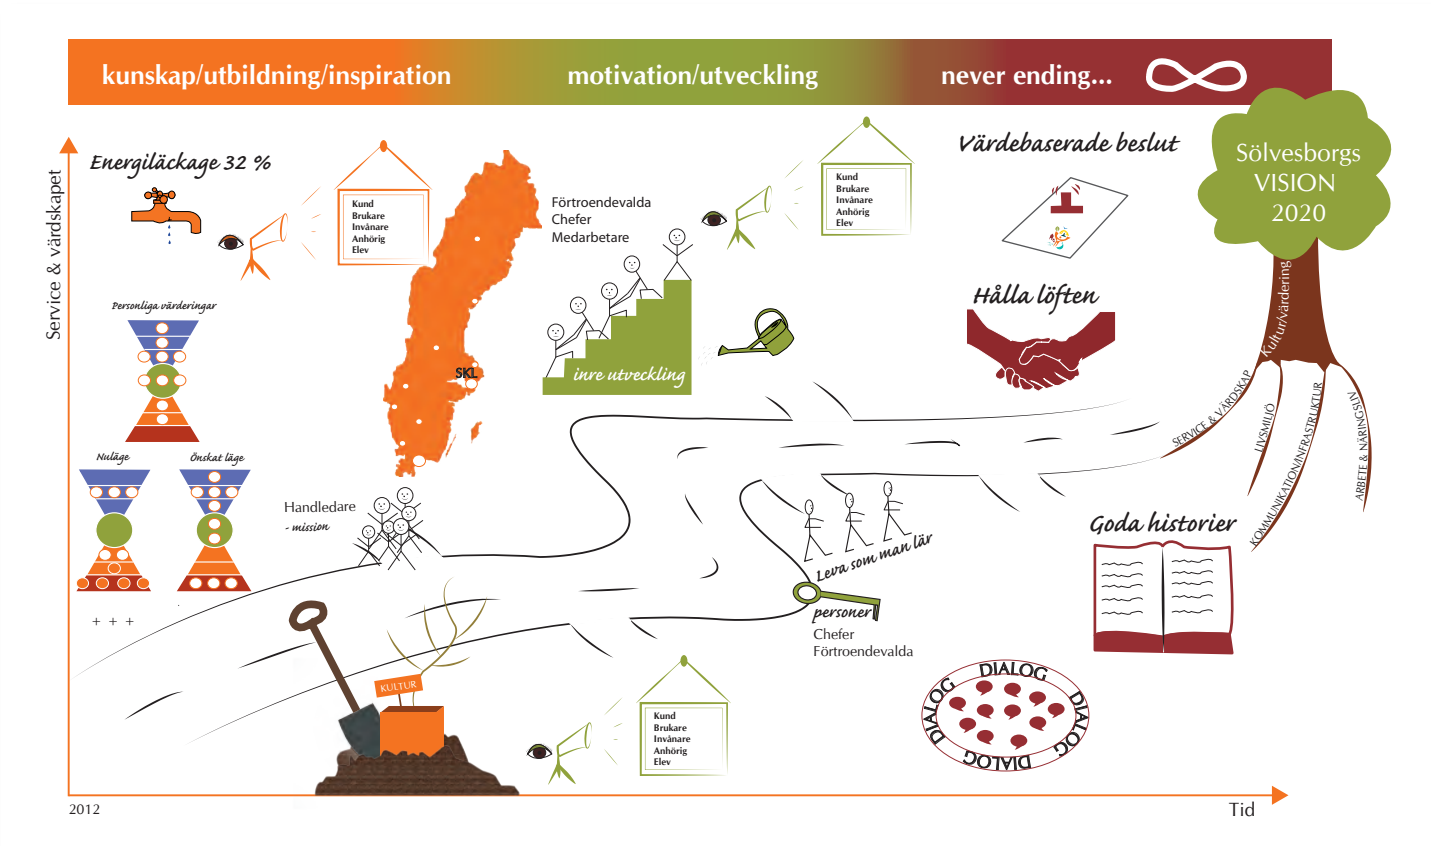 kunskap/utbildning/inspiration
motivation/utveckling
never ending...
Service & värdskapet
Energiläckage 32 %
Kund
Brukare
Invånare
Anhörig
Elev
Förtroendevalda
Chefer
Medarbetare
inre utveckling
SKL
Kund
Brukare
Invånare
Anhörig
Elev
Värdebaserade beslut
Hålla löften
Sölvesborgs
VISION
2020
Kultur/värdering
SERVICE & VÄRDSKAP
LIVSMILJÖ
KOMMUNIKATION/INFRASTRUKTUR
ARBETE & NÄRINGSLIV
Personliga värderingar
Nuläge
Önskat läge
+ + +
Handledare
- mission
KULTUR
Leva som man lär
personer
Chefer
Förtroendevalda
Kund
Brukare
Invånare
Anhörig
Elev
Goda historier
DIALOG
DIALOG
DIALOG
DIALOG
DIALOG
DIALOG
2012
Tid